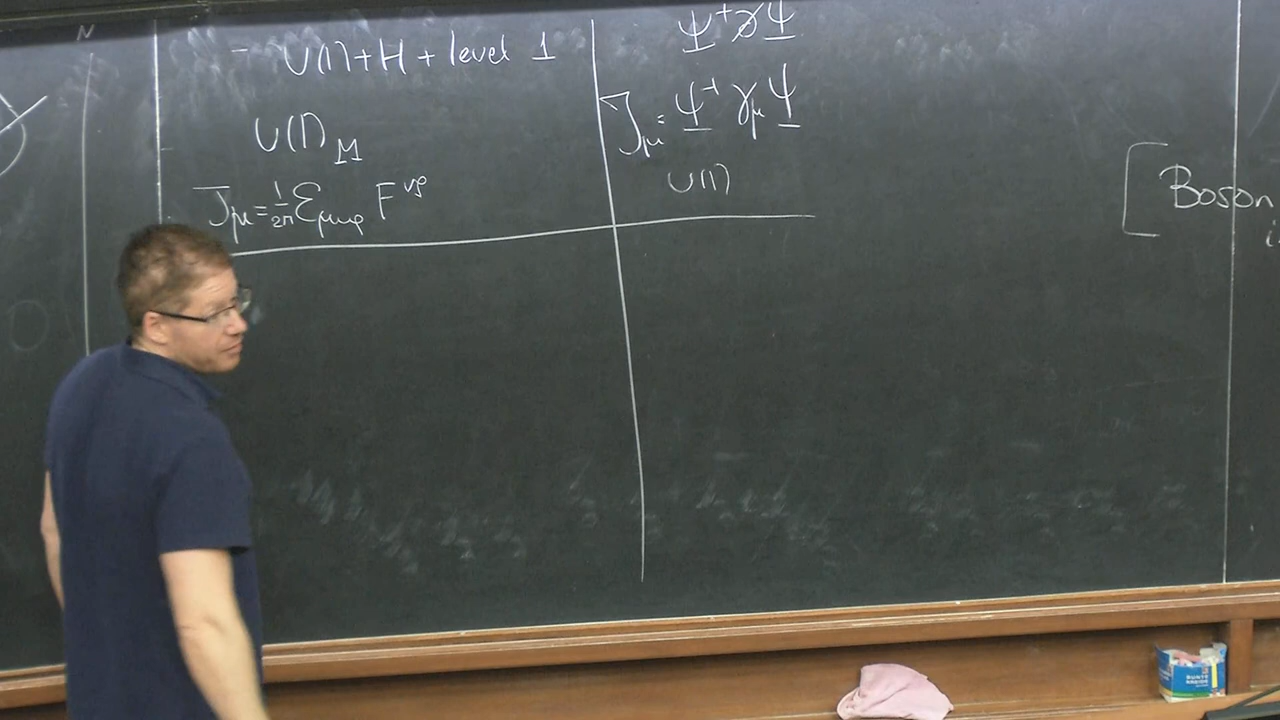 N
- U(1) + H + level 1
U(1)_M
J_μ = 1/2π ε_μνρ F^νρ
Ψ† ∂̸ Ψ
J_μ = Ψ† γ_μ Ψ
U(1)
[ Boson